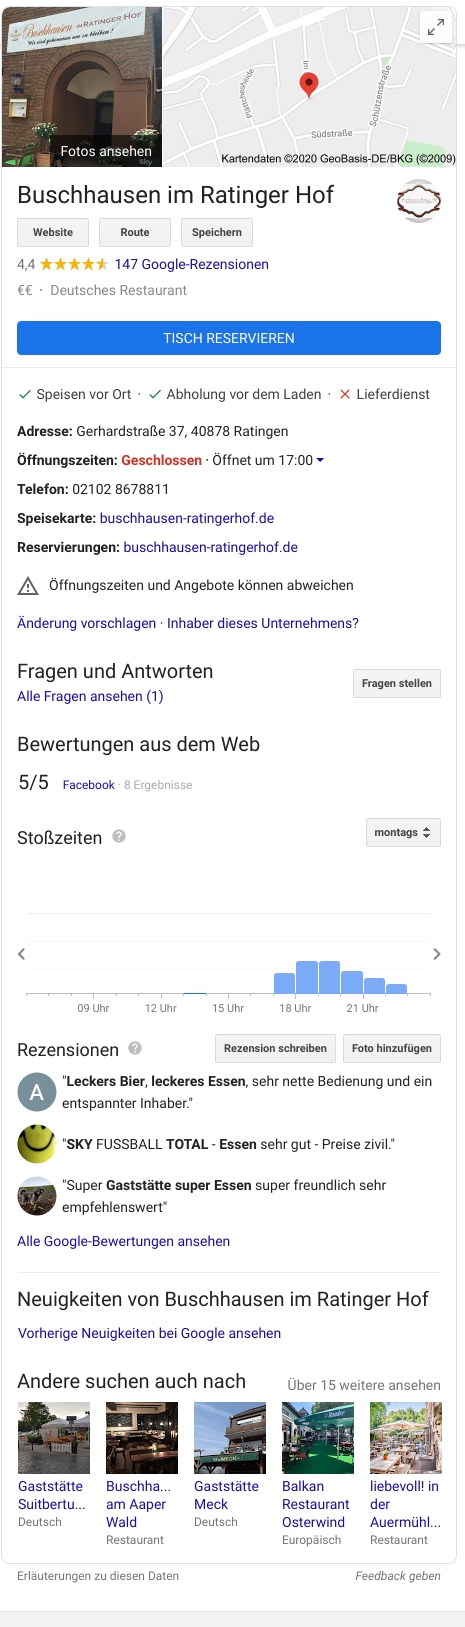 Buschhausen im RATINGER HOF
Wir sind gekommen um zu bleiben!
Fotos ansehen
sky
Plättchesheide
Im
Schützenstraße
Südstraße
Kartendaten ©2020 GeoBasis-DE/BKG (©2009)
Buschhausen im Ratinger Hof
Website
Route
Speichern
4,4 147 Google-Rezensionen
€€ · Deutsches Restaurant
TISCH RESERVIEREN
Speisen vor Ort · Abholung vor dem Laden · Lieferdienst
Adresse: Gerhardstraße 37, 40878 Ratingen
Öffnungszeiten: Geschlossen · Öffnet um 17:00
Telefon: 02102 8678811
Speisekarte: buschhausen-ratingerhof.de
Reservierungen: buschhausen-ratingerhof.de
Öffnungszeiten und Angebote können abweichen
Änderung vorschlagen · Inhaber dieses Unternehmens?
Fragen und Antworten
Alle Fragen ansehen (1)
Fragen stellen
Bewertungen aus dem Web
5/5 Facebook · 8 Ergebnisse
Stoßzeiten ?
montags
09 Uhr 12 Uhr 15 Uhr 18 Uhr 21 Uhr
Rezensionen ?
Rezension schreiben
Foto hinzufügen
A
"Leckers Bier, leckeres Essen, sehr nette Bedienung und ein
entspannter Inhaber."
"SKY FUSSBALL TOTAL - Essen sehr gut - Preise zivil."
"Super Gaststätte super Essen super freundlich sehr
empfehlenswert"
Alle Google-Bewertungen ansehen
Neuigkeiten von Buschhausen im Ratinger Hof
Vorherige Neuigkeiten bei Google ansehen
Andere suchen auch nach
Über 15 weitere ansehen
MECK
Gaststätte
Suitbertu...
Deutsch
Buschha...
am Aaper
Wald
Restaurant
Gaststätte
Meck
Deutsch
Balkan
Restaurant
Osterwind
Europäisch
liebevoll! in
der
Auermühl...
Restaurant
Erläuterungen zu diesen Daten
Feedback geben